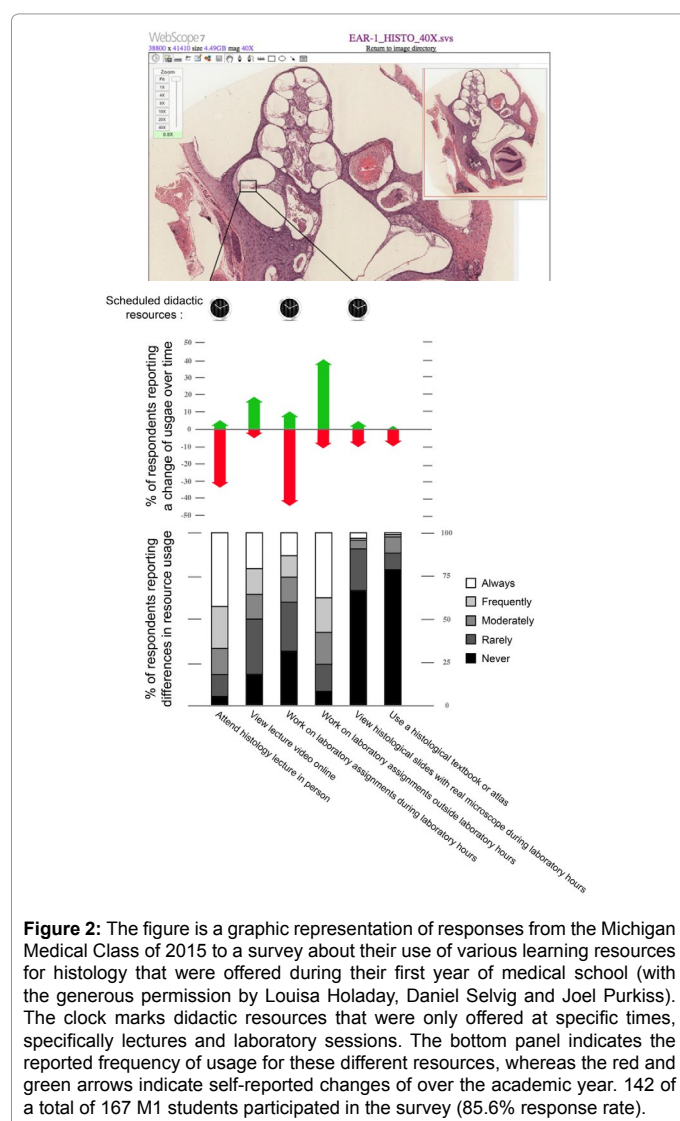 WebScope 7
EAR-1_HISTO_40X.svs
38800 x 41410 size 4.49GB mag 40X
Return to image directory
Zoom
Fit
1X
4X
8X
10X
20X
40X
0.8X
Scheduled didactic
resources :
% of respondents reporting
a change of usgae over time
50
40
30
20
10
0
-10
-20
-30
-40
-50
% of respondents reporting
differences in resource usage
100
75
50
25
0
Always
Frequently
Moderately
Rarely
Never
Attend histology lecture in person
View lecture video online
Work on laboratory assignments during laboratory hours
Work on laboratory assignments outside laboratory hours
View histological slides with real microscope during laboratory hours
Use a histological textbook or atlas
Figure 2: The figure is a graphic representation of responses from the Michigan
Medical Class of 2015 to a survey about their use of various learning resources
for histology that were offered during their first year of medical school (with
the generous permission by Louisa Holaday, Daniel Selvig and Joel Purkiss).
The clock marks didactic resources that were only offered at specific times,
specifically lectures and laboratory sessions. The bottom panel indicates the
reported frequency of usage for these different resources, whereas the red and
green arrows indicate self-reported changes of over the academic year. 142 of
a total of 167 M1 students participated in the survey (85.6% response rate).